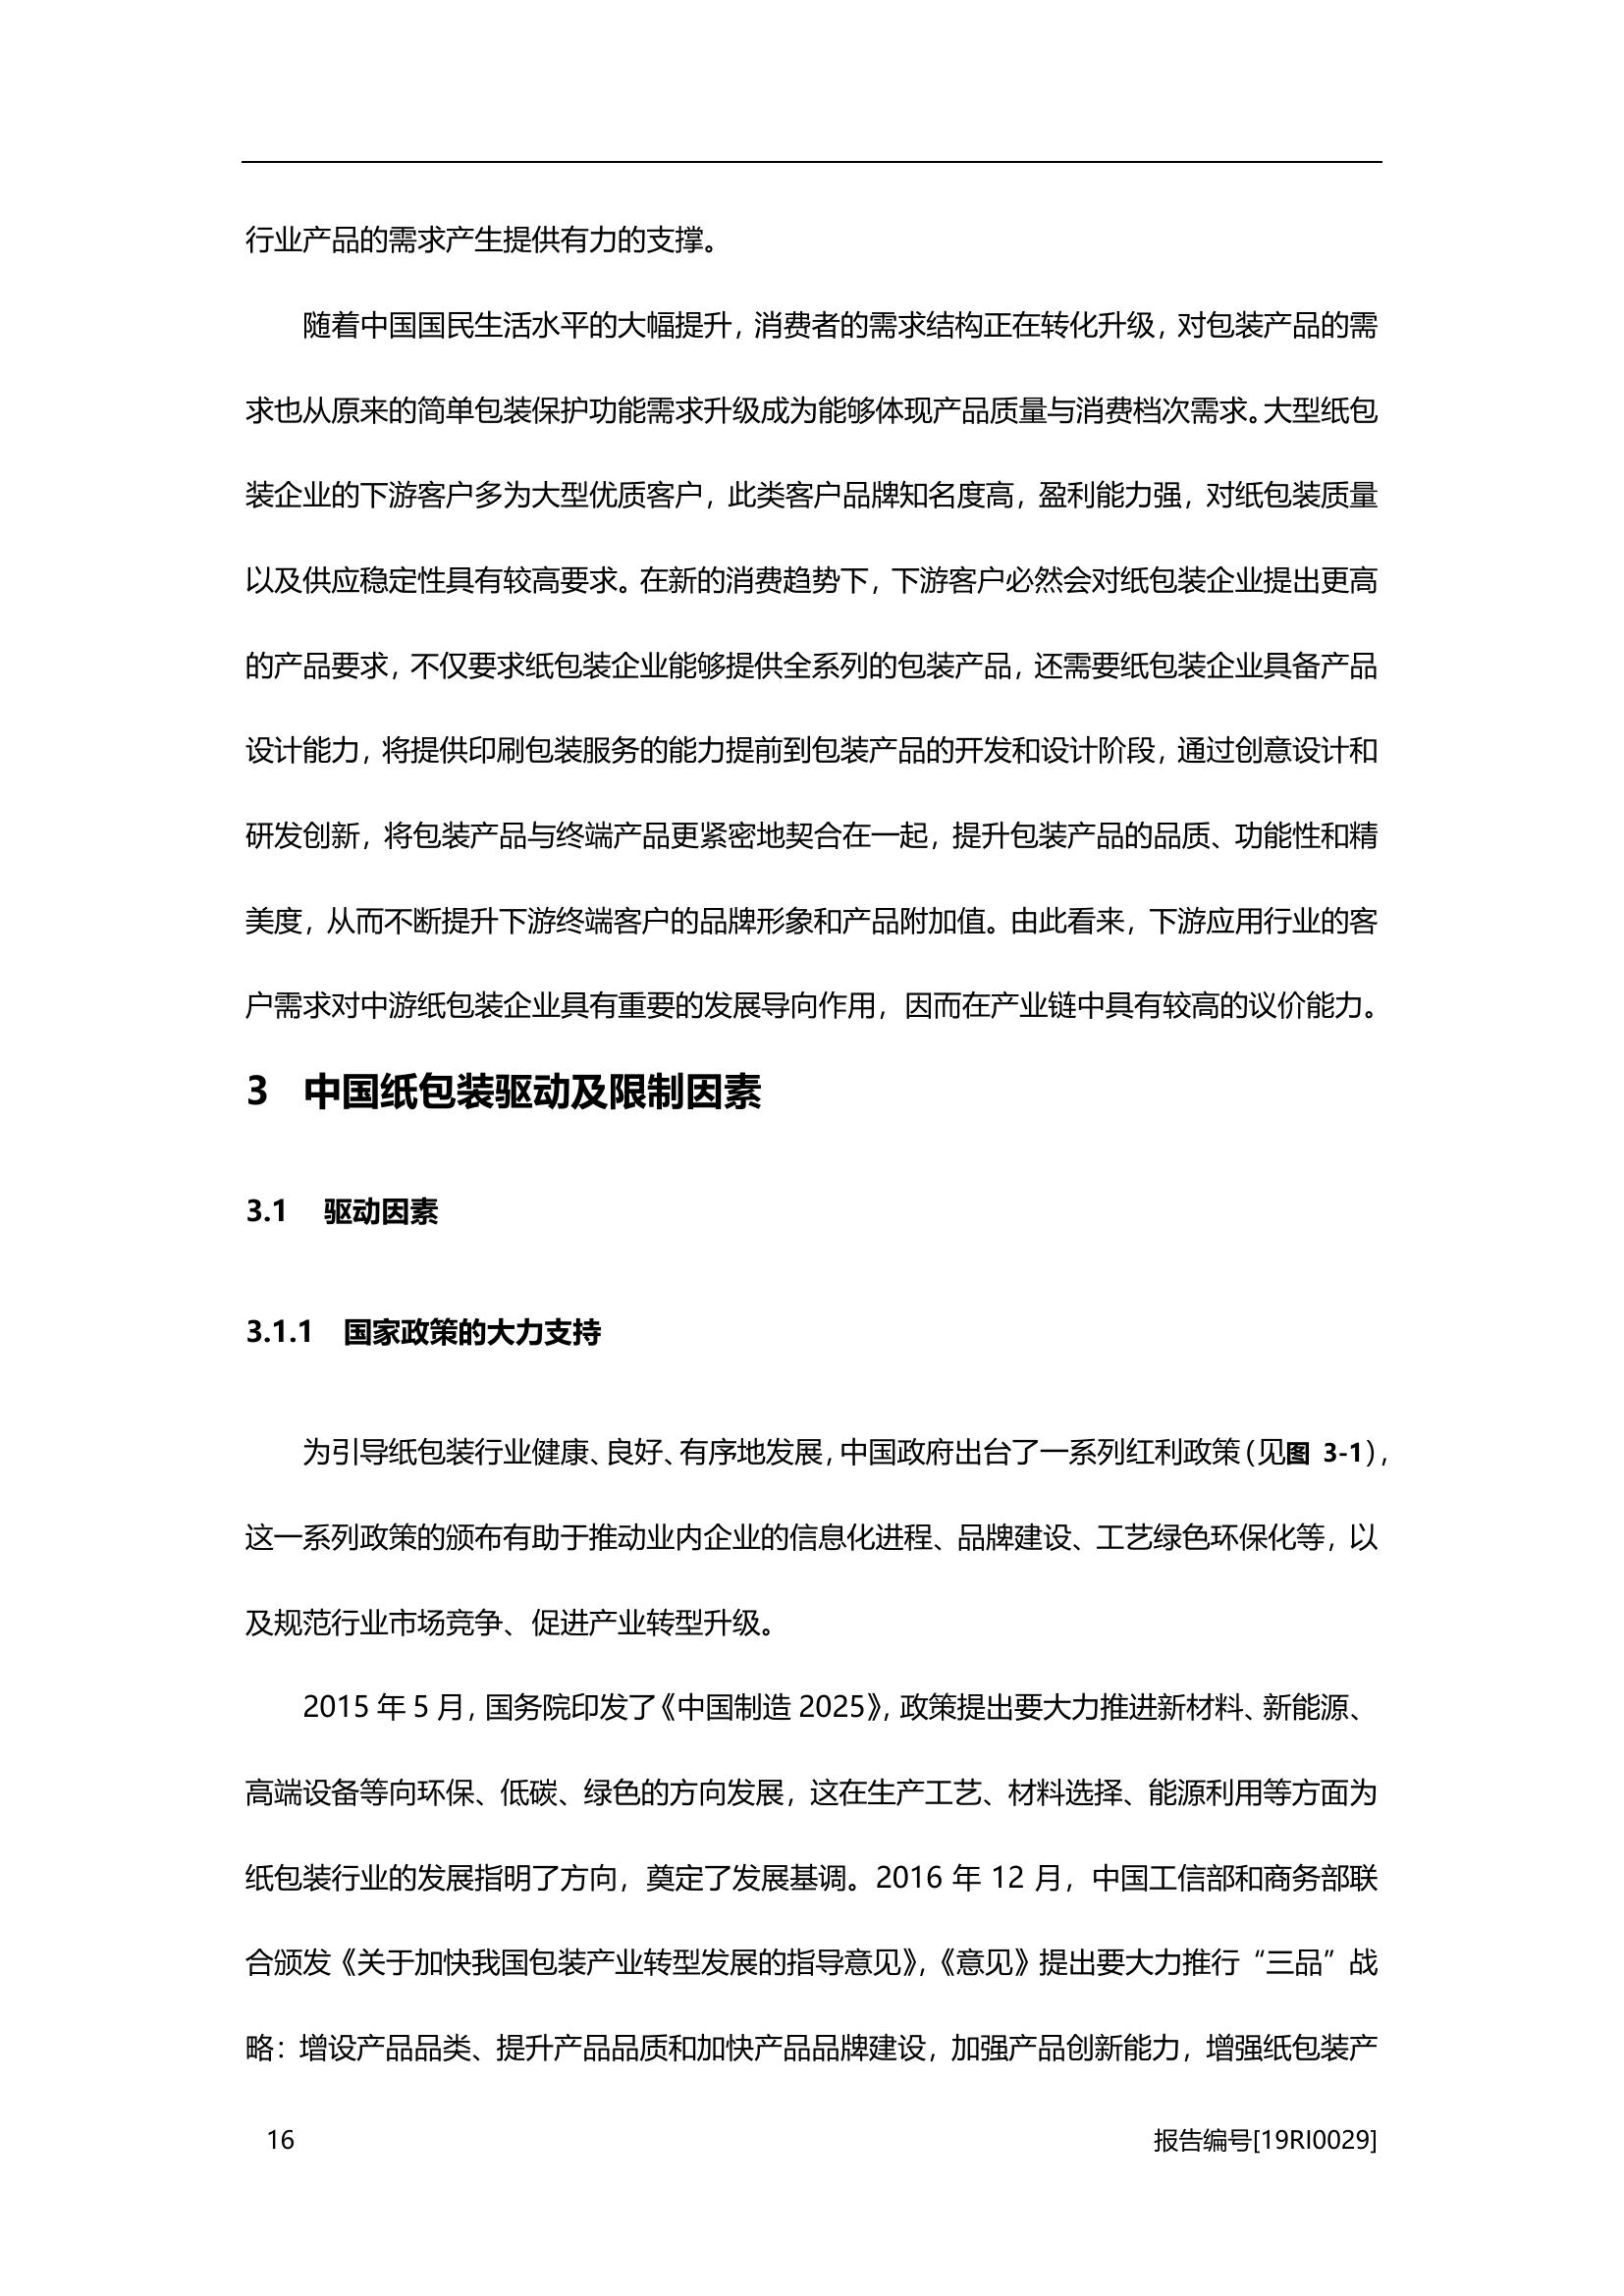 行业产品的需求产生提供有力的支撑。
随着中国国民生活水平的大幅提升，消费者的需求结构正在转化升级，对包装产品的需
求也从原来的简单包装保护功能需求升级成为能够体现产品质量与消费档次需求。大型纸包
装企业的下游客户多为大型优质客户，此类客户品牌知名度高，盈利能力强，对纸包装质量
以及供应稳定性具有较高要求。在新的消费趋势下，下游客户必然会对纸包装企业提出更高
的产品要求，不仅要求纸包装企业能够提供全系列的包装产品，还需要纸包装企业具备产品
设计能力，将提供印刷包装服务的能力提前到包装产品的开发和设计阶段，通过创意设计和
研发创新，将包装产品与终端产品更紧密地契合在一起，提升包装产品的品质、功能性和精
美度，从而不断提升下游终端客户的品牌形象和产品附加值。由此看来，下游应用行业的客
户需求对中游纸包装企业具有重要的发展导向作用，因而在产业链中具有较高的议价能力。
3 中国纸包装驱动及限制因素
3.1 驱动因素
3.1.1 国家政策的大力支持
为引导纸包装行业健康、良好、有序地发展，中国政府出台了一系列红利政策（见图 3-1），
这一系列政策的颁布有助于推动业内企业的信息化进程、品牌建设、工艺绿色环保化等，以
及规范行业市场竞争、促进产业转型升级。
2015 年 5 月，国务院印发了《中国制造 2025》，政策提出要大力推进新材料、新能源、
高端设备等向环保、低碳、绿色的方向发展，这在生产工艺、材料选择、能源利用等方面为
纸包装行业的发展指明了方向，奠定了发展基调。2016 年 12 月，中国工信部和商务部联
合颁发《关于加快我国包装产业转型发展的指导意见》，《意见》提出要大力推行“三品”战
略：增设产品品类、提升产品品质和加快产品品牌建设，加强产品创新能力，增强纸包装产
16 报告编号[19RI0029]